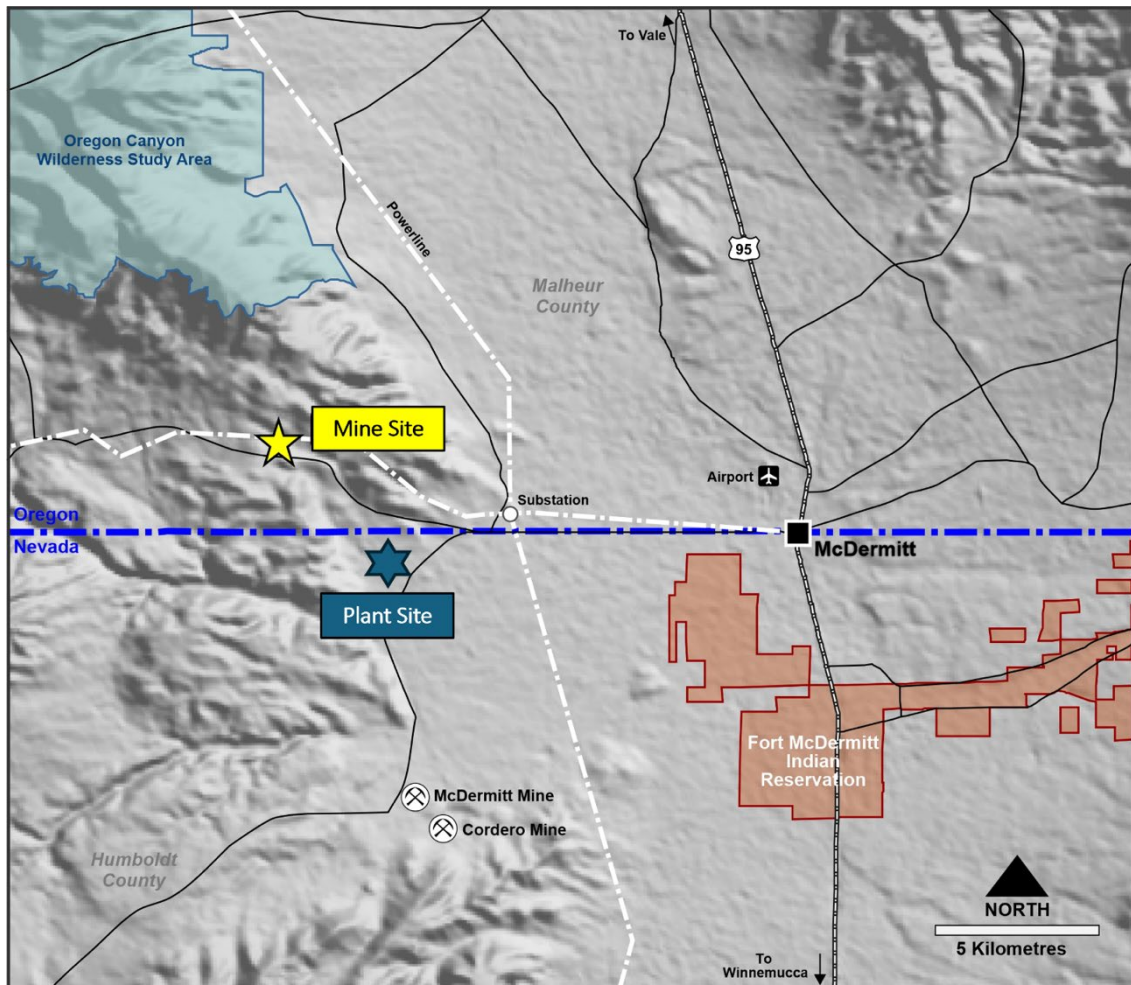 To Vale
Oregon Canyon
Wilderness Study Area
Powerline
95
Malheur
County
Mine Site
Airport
Substation
Oregon
Nevada
McDermitt
Plant Site
Fort McDermitt
Indian
Reservation
McDermitt Mine
Cordero Mine
Humboldt
County
NORTH
5 Kilometres
To
Winnemucca